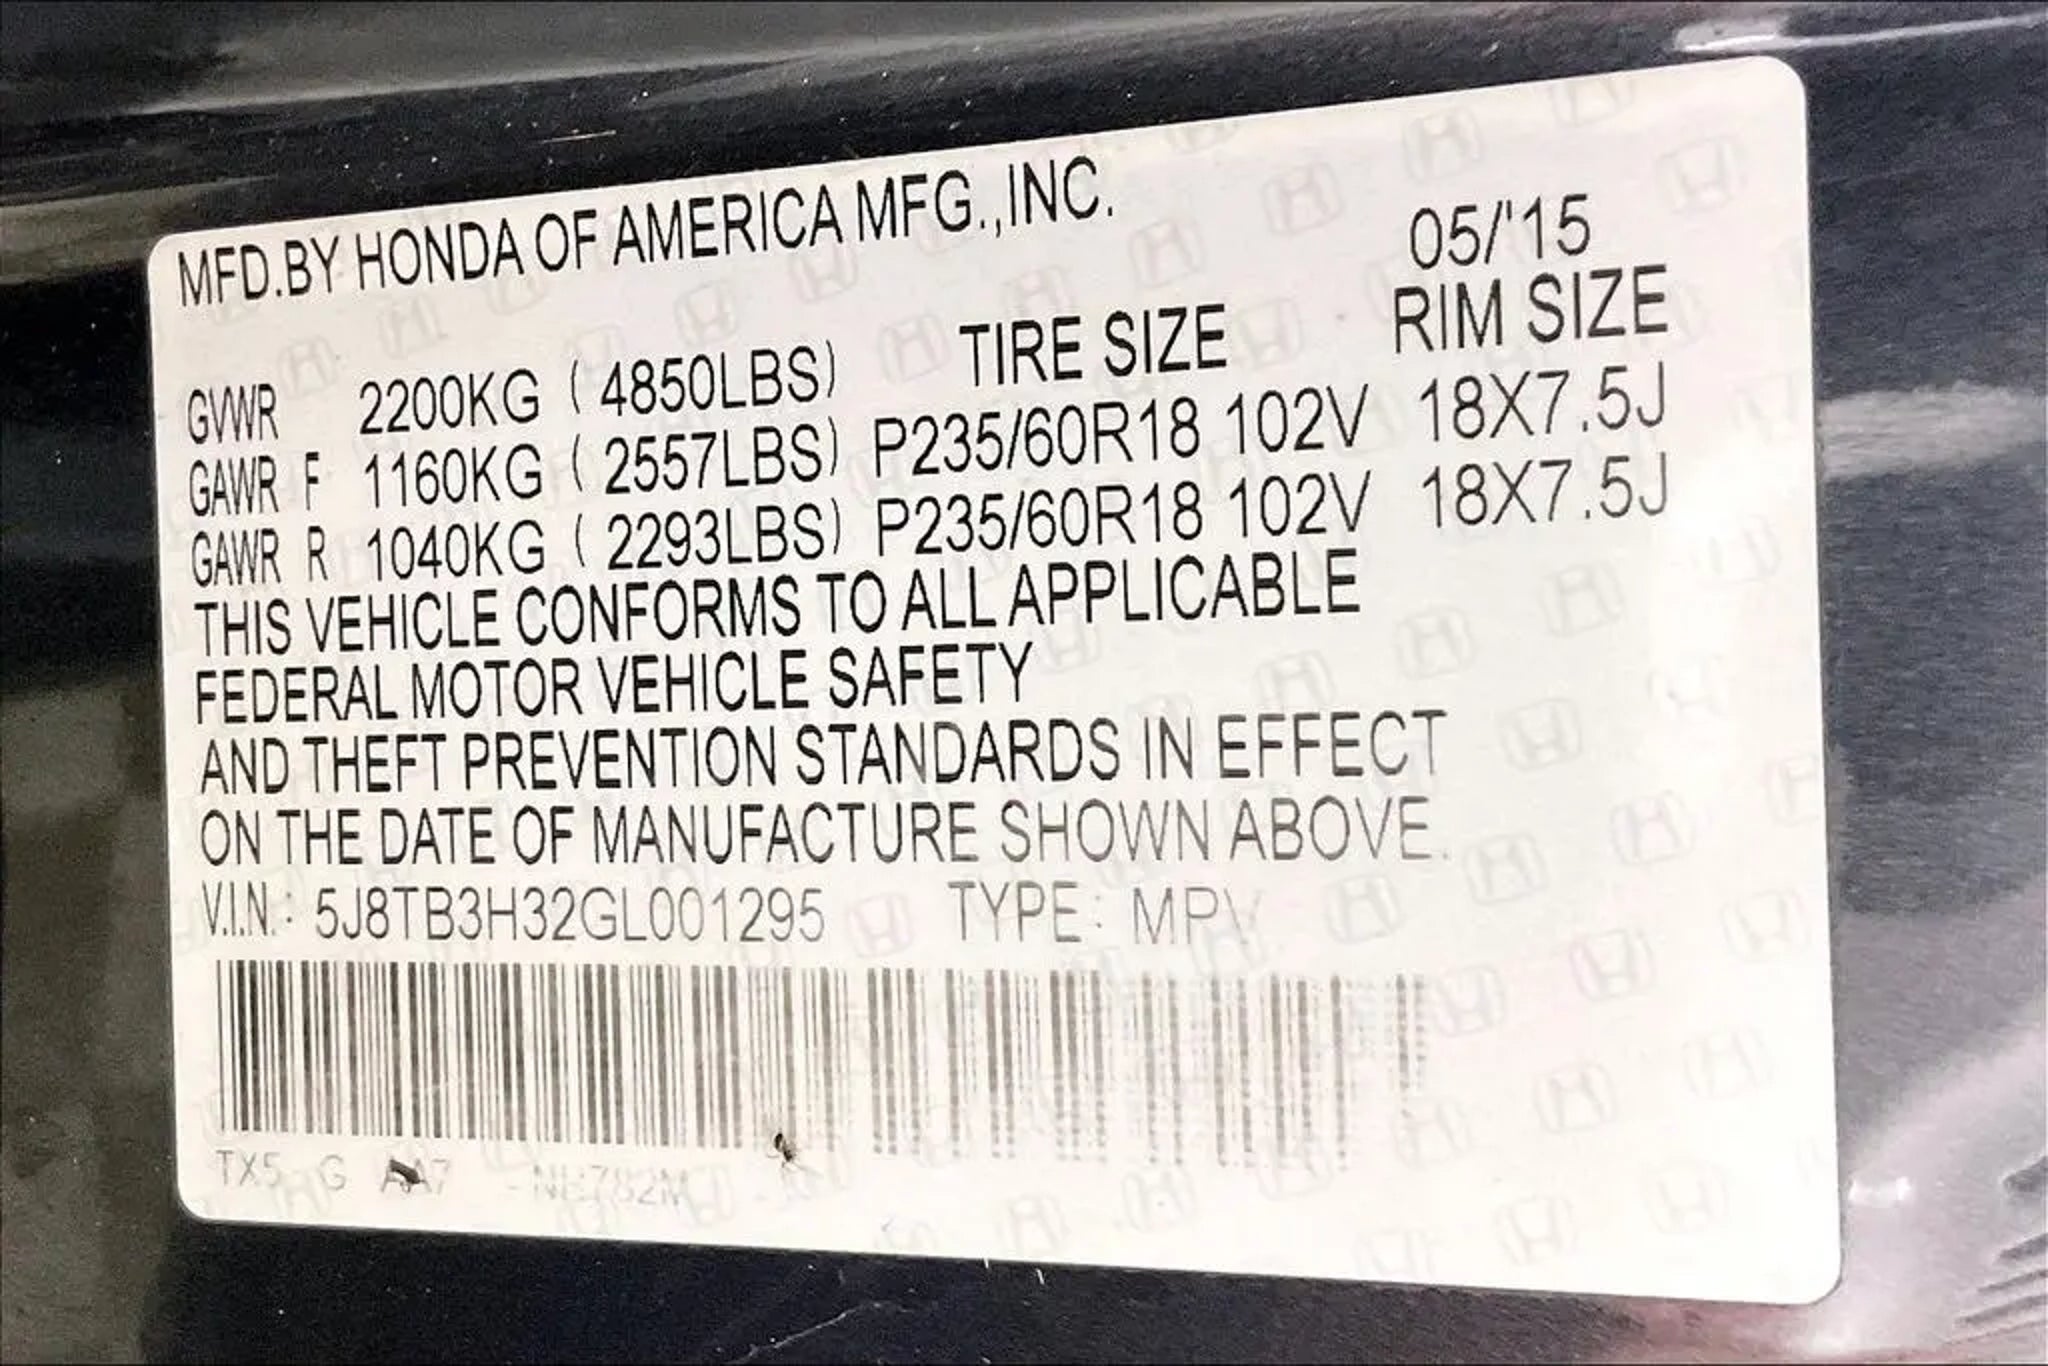 MFD.BY HONDA OF AMERICA MFG.,INC. 05/'15
TIRE SIZE RIM SIZE
GVWR 2200KG ( 4850LBS)
GAWR F 1160KG ( 2557LBS) P235/60R18 102V 18X7.5J
GAWR R 1040KG ( 2293LBS) P235/60R18 102V 18X7.5J
THIS VEHICLE CONFORMS TO ALL APPLICABLE
FEDERAL MOTOR VEHICLE SAFETY
AND THEFT PREVENTION STANDARDS IN EFFECT
ON THE DATE OF MANUFACTURE SHOWN ABOVE.
V.I.N.: 5J8TB3H32GL001295 TYPE: MPV
TX5 G